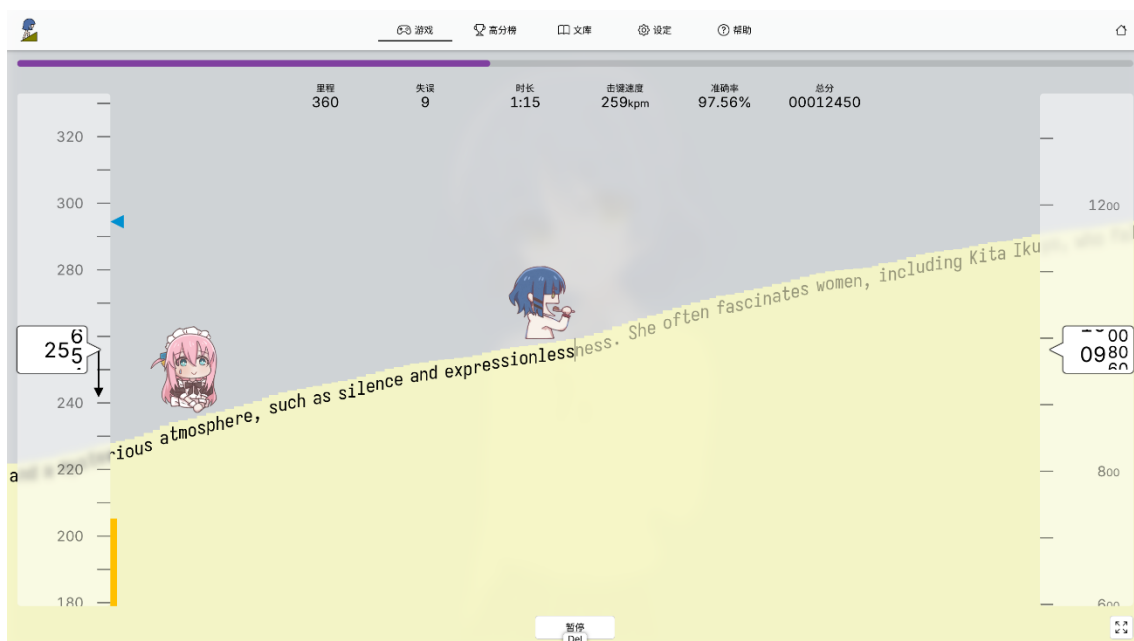 游戏 高分榜 文库 设定 帮助
里程 失误 时长 击键速度 准确率 总分
360 9 1:15 259kpm 97.56% 00012450
320
300
280
240
220
200
180
1200
800
600
rious atmosphere, such as silence and expressionlessness. She often fascinates women, including Kita Iku
暂停
Del